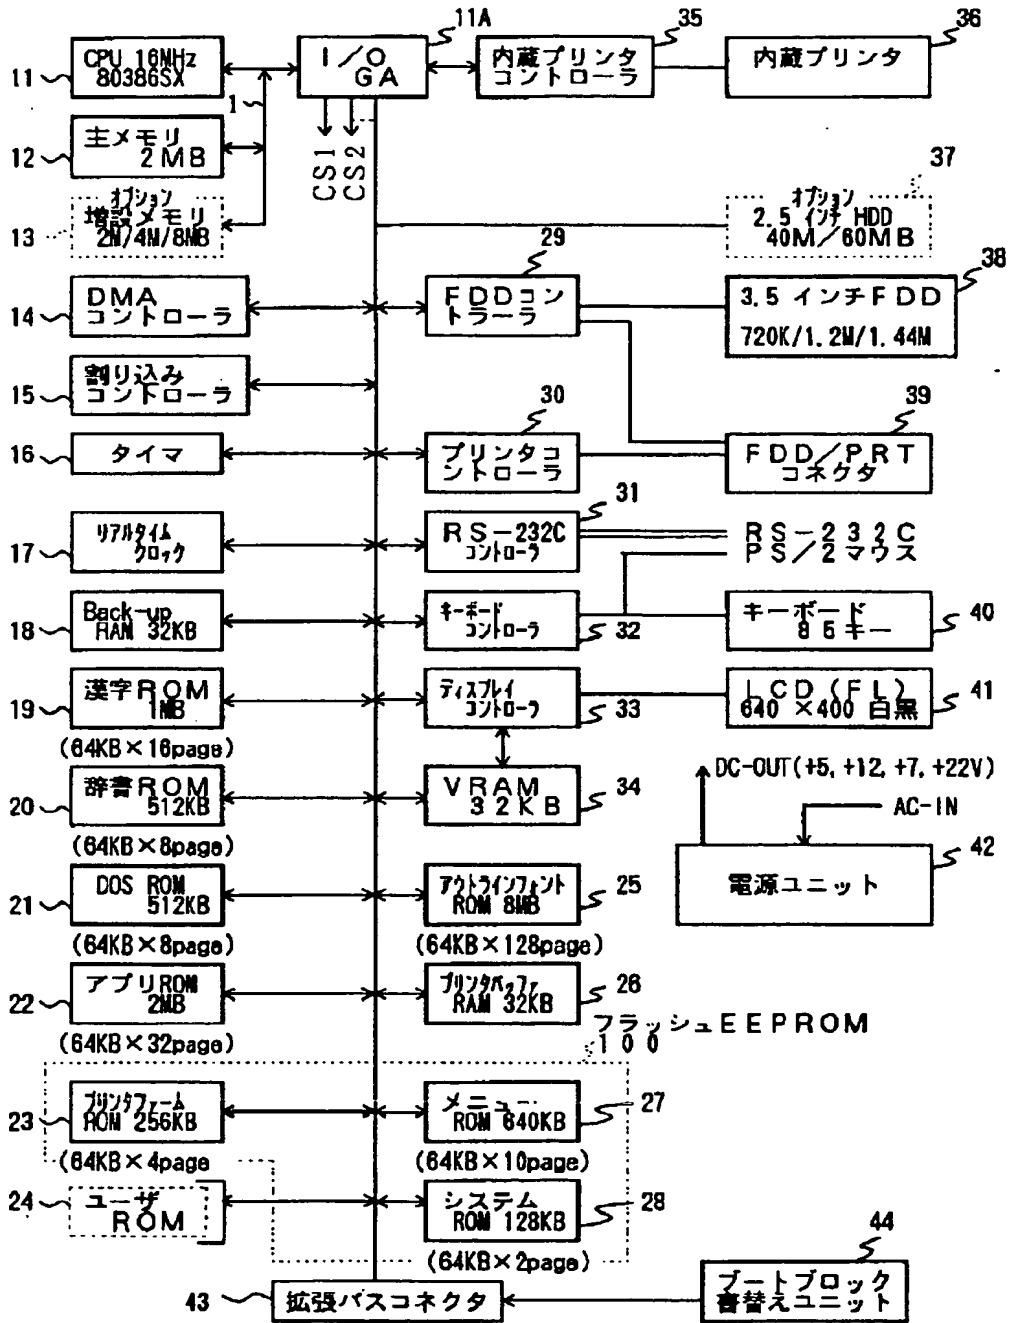 11
CPU 16MHz
80386SX
11A
I/O
GA
35
内蔵プリンタ
コントローラ
36
内蔵プリンタ
1
12
主メモリ
2MB
CS1
CS2
13
オプション
増設メモリ
2M/4M/8MB
37
オプション
2.5 インチ HDD
40M/60MB
14
DMA
コントローラ
29
FDDコン
トラーラ
38
3.5 インチFDD
720K/1.2M/1.44M
15
割り込み
コントローラ
16
タイマ
30
プリンタコ
ントローラ
39
FDD/PRT
コネクタ
17
リアルタイム
クロック
31
RS-232C
コントローラ
RS-232C
PS/2マウス
18
Back-up
RAM 32KB
キーボード
コントローラ
32
キーボード
85キー
40
19
漢字ROM
1MB
(64KB×16page)
ディスプレイ
コントローラ
33
LCD(FL)
640×400 白黒
41
20
辞書ROM
512KB
(64KB×8page)
VRAM
32KB
34
DC-OUT(+5,+12,+7,+22V)
AC-IN
電源ユニット
42
21
DOS ROM
512KB
(64KB×8page)
アウトラインフォント
ROM 8MB
25
(64KB×128page)
22
アプリROM
2MB
(64KB×32page)
プリンタバッファ
RAM 32KB
26
フラッシュEEPROM
100
23
プリンタファーム
ROM 256KB
(64KB×4page
メニュー
ROM 640KB
27
(64KB×10page)
24
ユーザ
ROM
システム
ROM 128KB
28
(64KB×2page)
43
拡張バスコネクタ
44
ブートブロック
書替えユニット